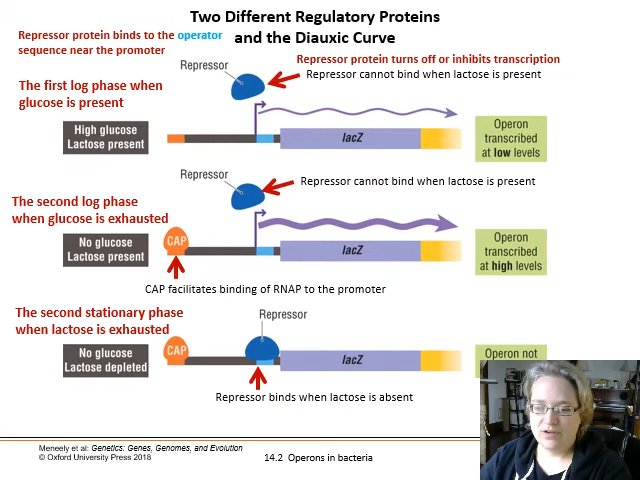 Two Different Regulatory Proteins
and the Diauxic Curve
Repressor protein binds to the operator
sequence near the promoter
Repressor
Repressor protein turns off or inhibits transcription
Repressor cannot bind when lactose is present
The first log phase when
glucose is present
High glucose
Lactose present
lacZ
Operon
transcribed
at low levels
Repressor
Repressor cannot bind when lactose is present
The second log phase
when glucose is exhausted
No glucose
Lactose present
CAP
lacZ
Operon
transcribed
at high levels
CAP facilitates binding of RNAP to the promoter
The second stationary phase
when lactose is exhausted
Repressor
No glucose
Lactose depleted
CAP
lacZ
Operon not
Repressor binds when lactose is absent
Meneely et al: Genetics: Genes, Genomes, and Evolution
© Oxford University Press 2018
14.2 Operons in bacteria